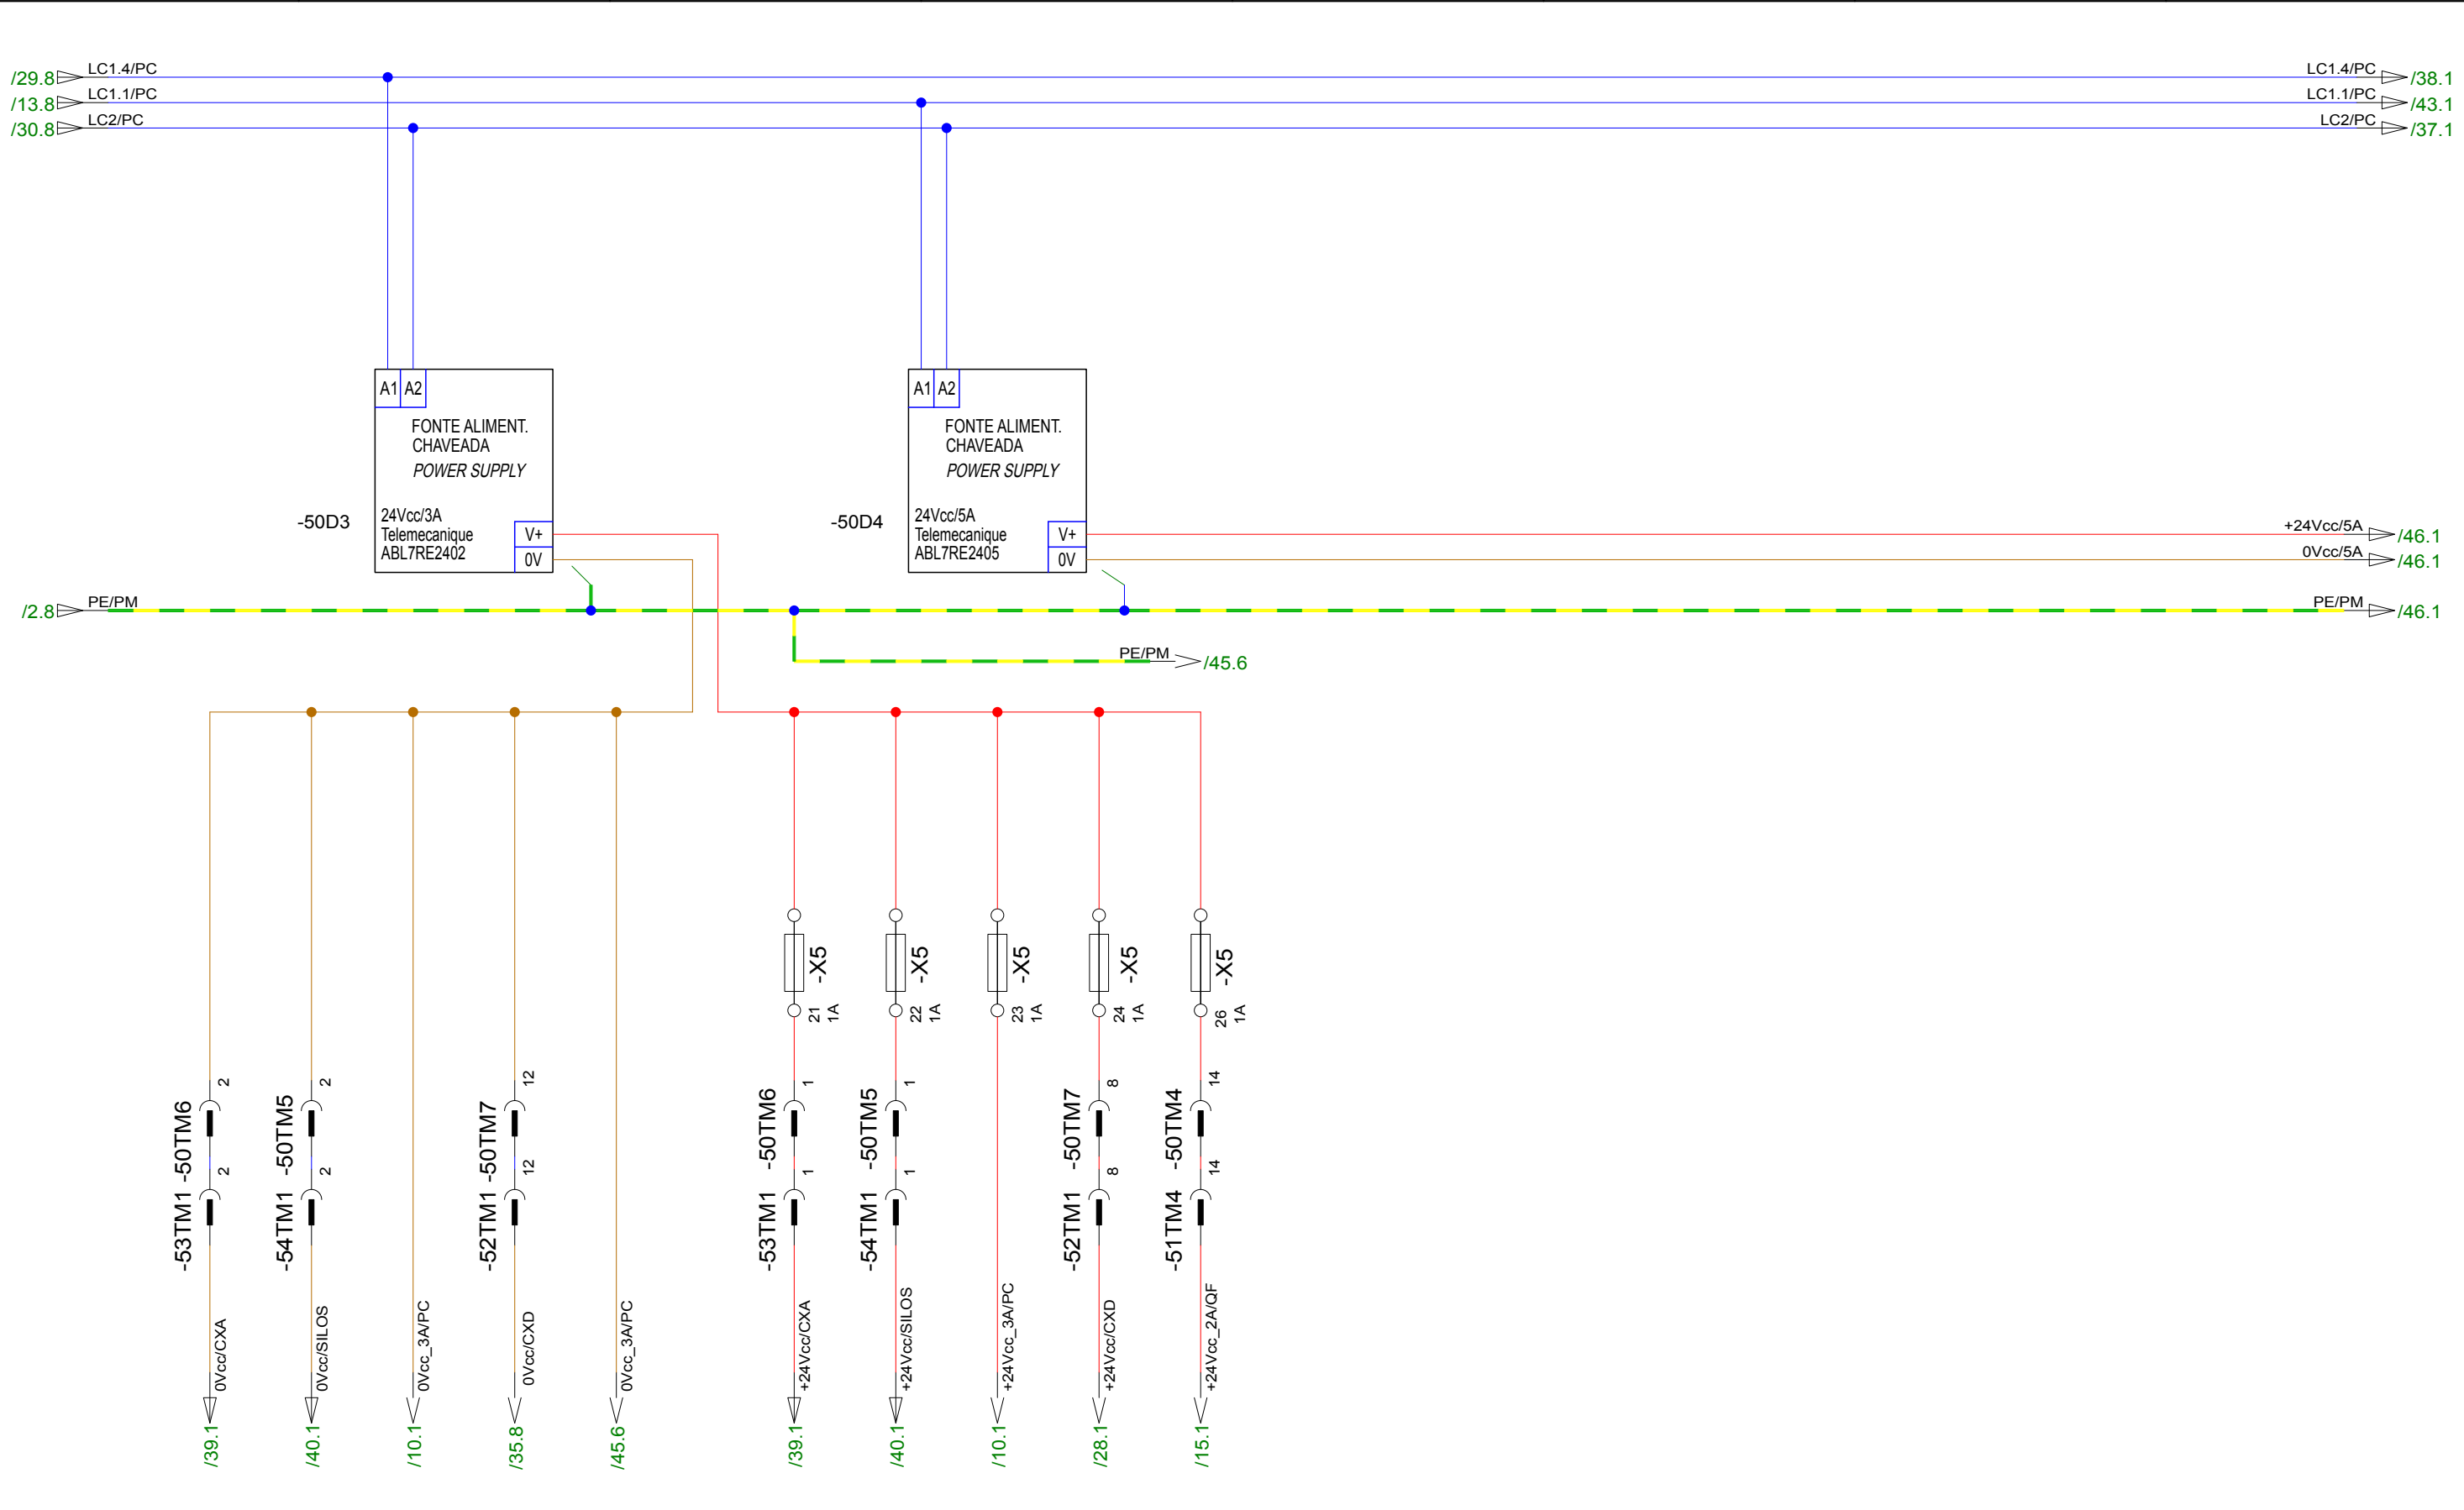 /29.8 LC1.4/PC LC1.4/PC /38.1
/13.8 LC1.1/PC LC1.1/PC /43.1
/30.8 LC2/PC LC2/PC /37.1
A1 A2
FONTE ALIMENT.
CHAVEADA
POWER SUPPLY
-50D3
24Vcc/3A
Telemecanique
ABL7RE2402
V+
0V
A1 A2
FONTE ALIMENT.
CHAVEADA
POWER SUPPLY
-50D4
24Vcc/5A
Telemecanique
ABL7RE2405
V+
0V
+24Vcc/5A /46.1
0Vcc/5A /46.1
/2.8 PE/PM PE/PM /46.1
PE/PM /45.6
-X5
21
1A
-X5
22
1A
-X5
23
1A
-X5
24
1A
-X5
26
1A
-53TM1 -50TM6
2
2
0Vcc/CXA
/39.1
-54TM1 -50TM5
2
2
0Vcc/SILOS
/40.1
0Vcc_3A/PC
/10.1
-52TM1 -50TM7
12
12
0Vcc/CXD
/35.8
0Vcc_3A/PC
/45.6
-53TM1 -50TM6
1
1
+24Vcc/CXA
/39.1
-54TM1 -50TM5
1
1
+24Vcc/SILOS
/40.1
+24Vcc_3A/PC
/10.1
-52TM1 -50TM7
8
8
+24Vcc/CXD
/28.1
-51TM4 -50TM4
14
14
+24Vcc_2A/QF
/15.1